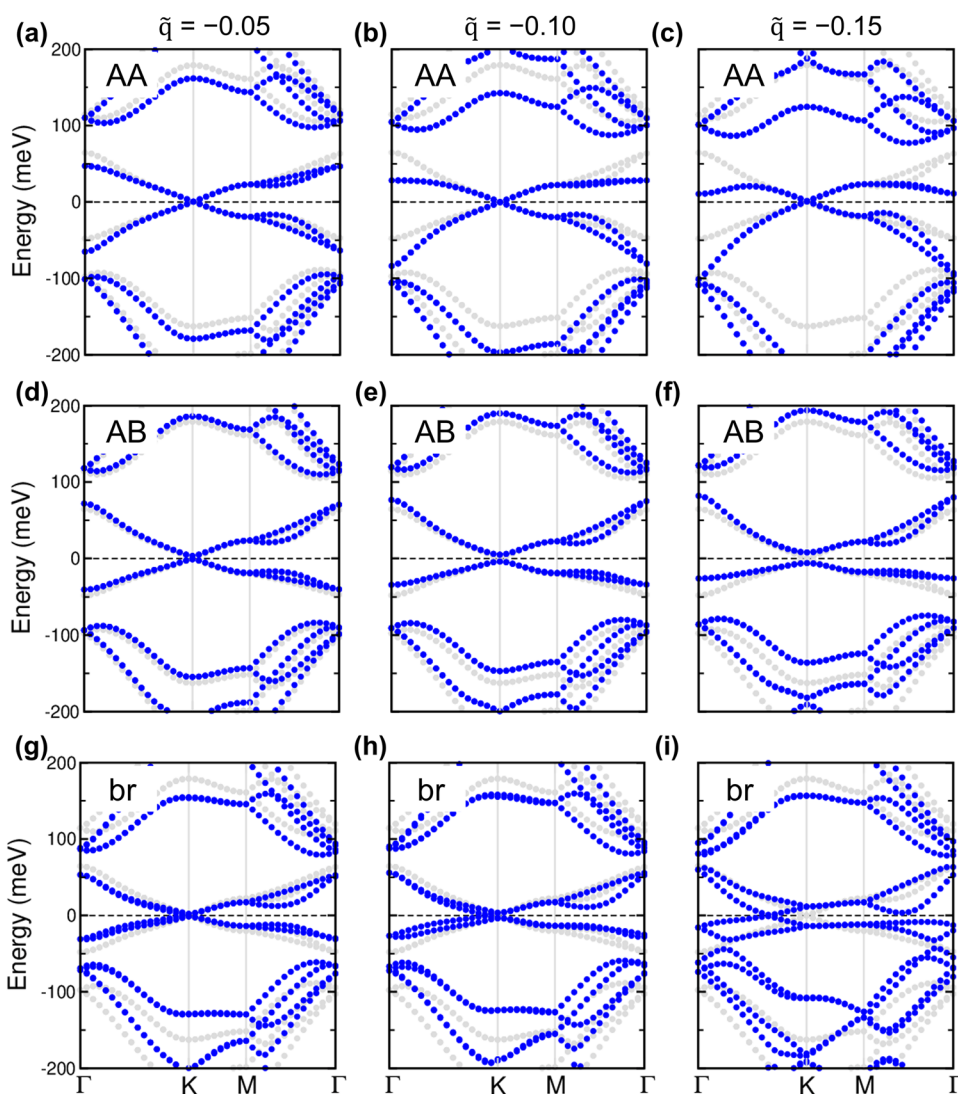 q̃ = −0.05 q̃ = −0.10 q̃ = −0.15
(a) (b) (c)
AA AA AA
200
100
0
-100
-200
Energy (meV)
(d) (e) (f)
AB AB AB
200
100
0
-100
-200
Energy (meV)
(g) (h) (i)
br br br
200
100
0
-100
-200
Energy (meV)
Γ K M Γ K M Γ K M Γ